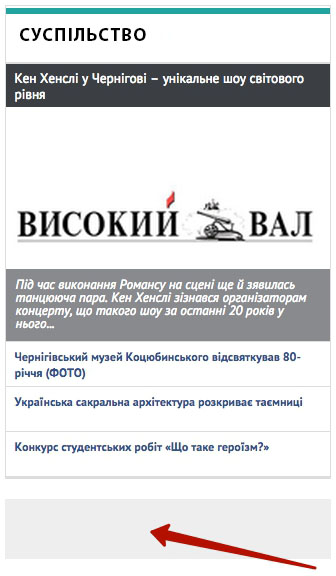 СУСПІЛЬСТВО
Кен Хенслі у Чернігові – унікальне шоу світового
рівня
ВИСОКИЙ ВАЛ
Під час виконання Романсу на сцені ще й зявилась
танцююча пара. Кен Хенслі зізнався організаторам
концерту, що такого шоу за останні 20 років у
нього...
Чернігівський музей Коцюбинського відсвяткував 80-
річчя (ФОТО)
Українська сакральна архітектура розкриває таємниці
Конкурс студентських робіт «Що таке героїзм?»